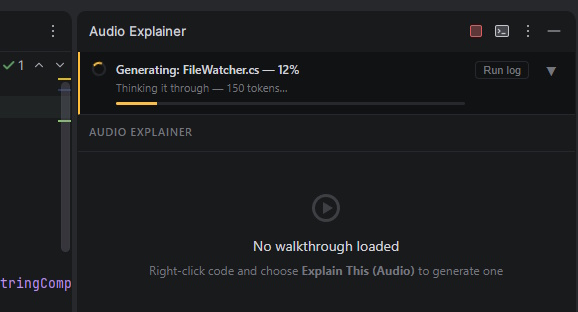 Audio Explainer
1
Generating: FileWatcher.cs — 12%
Run log
Thinking it through — 150 tokens...
AUDIO EXPLAINER
No walkthrough loaded
Right-click code and choose Explain This (Audio) to generate one
tringComp